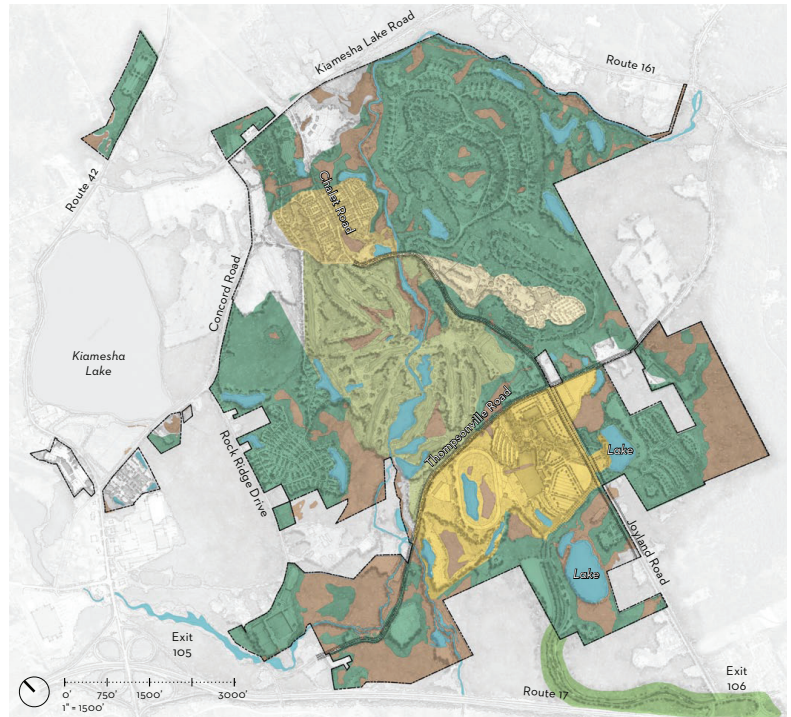 Kiamesha Lake Road
Route 161
Route 42
Chalet Road
Concord Road
Kiamesha
Lake
Thompsonville Road
Rock Ridge Drive
Lake
Joyland Road
Lake
Exit
105
Exit
106
Route 17
0' 750' 1500' 3000'
1" = 1500'